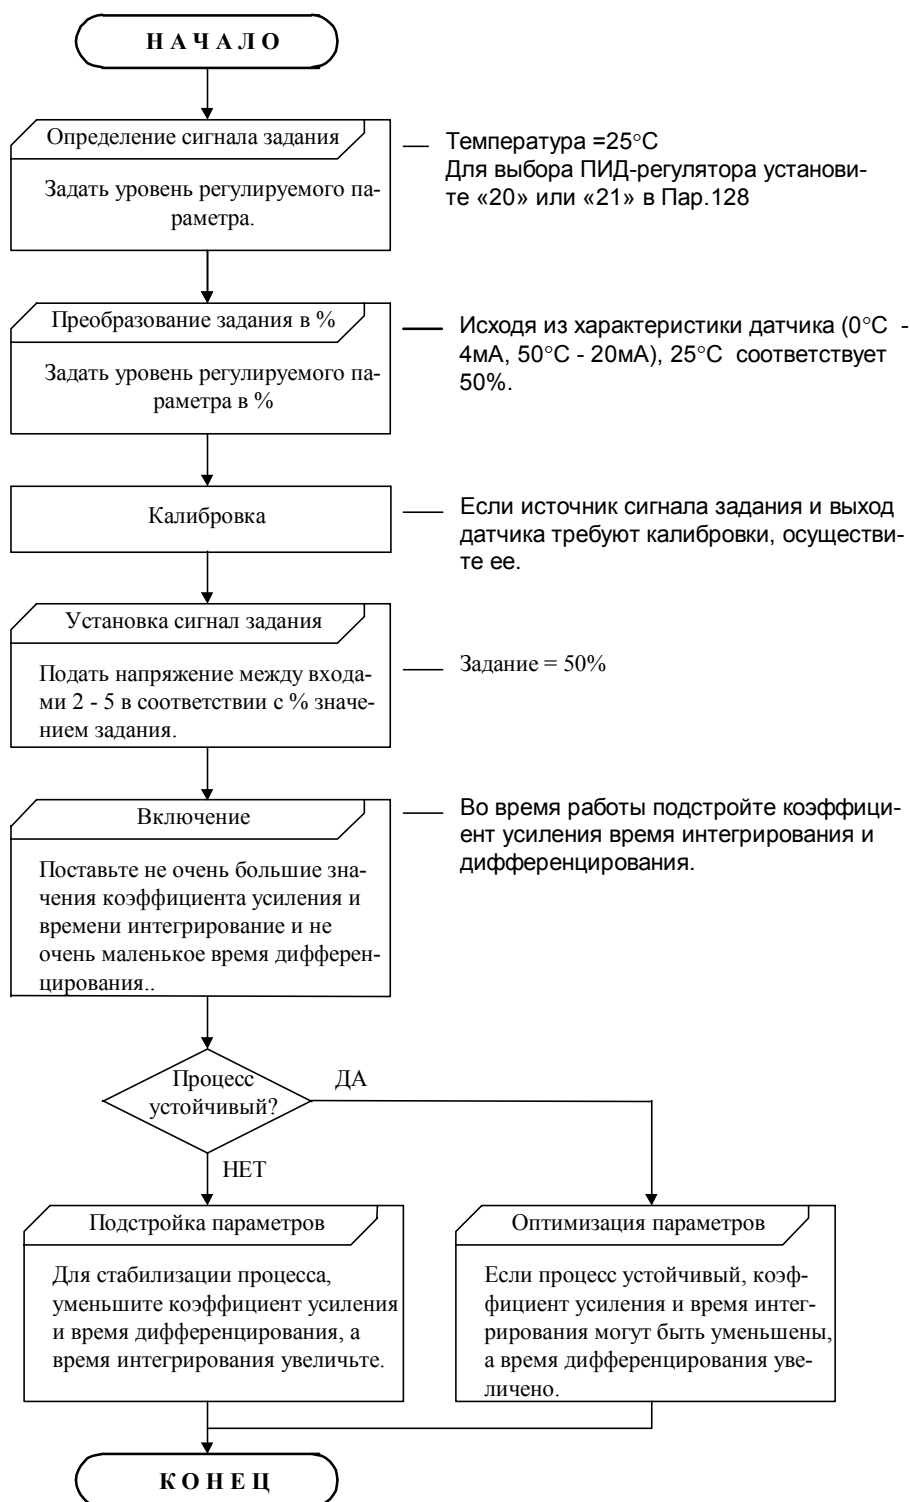 Н А Ч А Л О
Определение сигнала задания
Задать уровень регулируемого па-
раметра.
Температура =25°C
Для выбора ПИД-регулятора установи-
те «20» или «21» в Пар.128
Преобразование задания в %
Задать уровень регулируемого па-
раметра в %
Исходя из характеристики датчика (0°C -
4мА, 50°C - 20мА), 25°C соответствует
50%.
Калибровка
Если источник сигнала задания и выход
датчика требуют калибровки, осуществи-
те ее.
Установка сигнал задания
Подать напряжение между входа-
ми 2 - 5 в соответствии с % значе-
нием задания.
Задание = 50%
Включение
Поставьте не очень большие зна-
чения коэффициента усиления и
времени интегрирование и не
очень маленькое время дифферен-
цирования..
Во время работы подстройте коэффици-
ент усиления время интегрирования и
дифференцирования.
Процесс
устойчивый?
ДА
НЕТ
Подстройка параметров
Для стабилизации процесса,
уменьшите коэффициент усиления
и время дифференцирования, а
время интегрирования увеличьте.
Оптимизация параметров
Если процесс устойчивый, коэф-
фициент усиления и время интег-
рирования могут быть уменьшены,
а время дифференцирования уве-
личено.
К О Н Е Ц